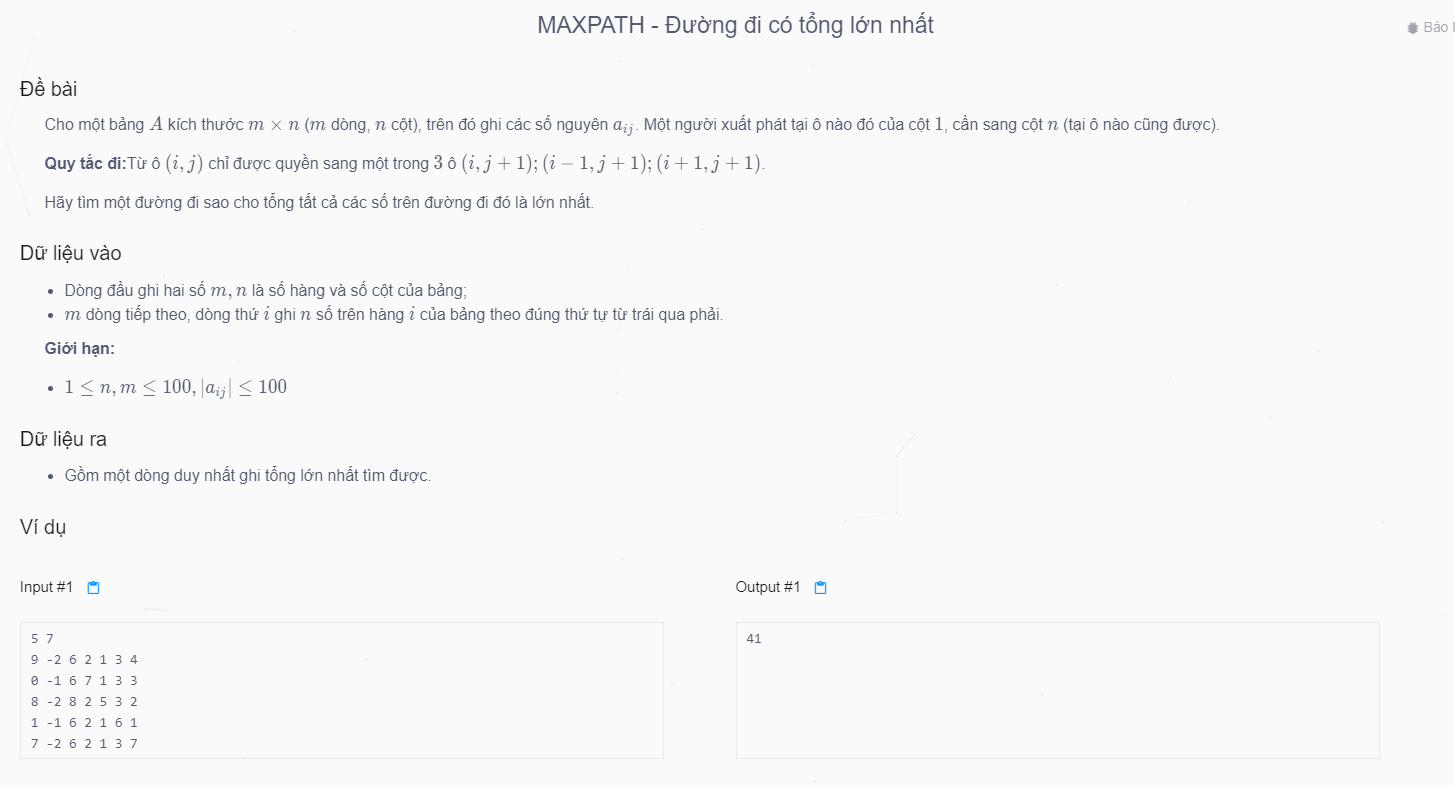 MAXPATH - Đường đi có tổng lớn nhất
Báo l
Đề bài
Cho một bảng A kích thước m × n (m dòng, n cột), trên đó ghi các số nguyên aᵢⱼ. Một người xuất phát tại ô nào đó của cột 1, cần sang cột n (tại ô nào cũng được).
Quy tắc đi:Từ ô (i, j) chỉ được quyền sang một trong 3 ô (i, j + 1); (i − 1, j + 1); (i + 1, j + 1).
Hãy tìm một đường đi sao cho tổng tất cả các số trên đường đi đó là lớn nhất.
Dữ liệu vào
• Dòng đầu ghi hai số m, n là số hàng và số cột của bảng;
• m dòng tiếp theo, dòng thứ i ghi n số trên hàng i của bảng theo đúng thứ tự từ trái qua phải.
Giới hạn:
• 1 ≤ n, m ≤ 100, |aᵢⱼ| ≤ 100
Dữ liệu ra
• Gồm một dòng duy nhất ghi tổng lớn nhất tìm được.
Ví dụ
Input #1
5 7
9 -2 6 2 1 3 4
0 -1 6 7 1 3 3
8 -2 8 2 5 3 2
1 -1 6 2 1 6 1
7 -2 6 2 1 3 7
Output #1
41